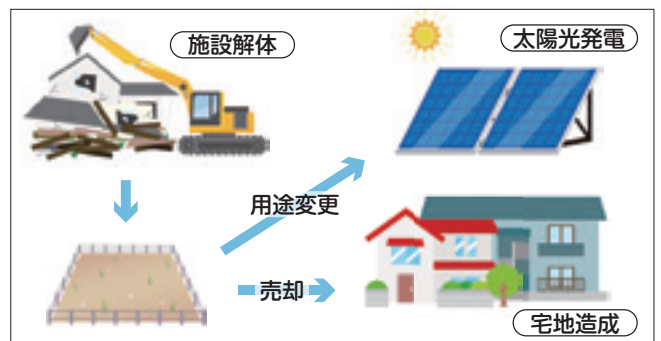 施設解体
太陽光発電
用途変更
売却
宅地造成